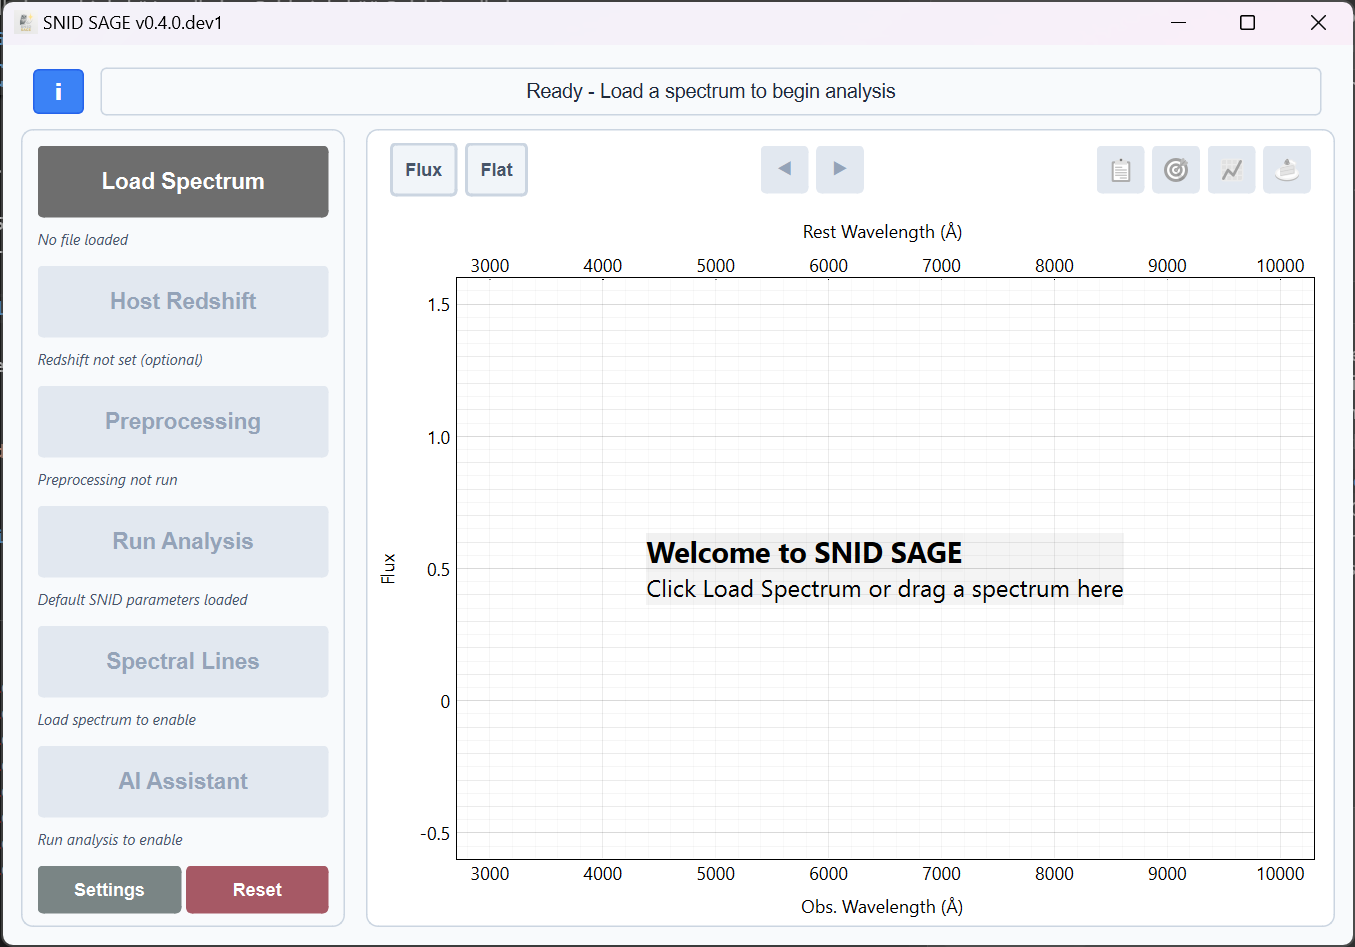 SNID SAGE v0.4.0.dev1
i
Ready - Load a spectrum to begin analysis
Load Spectrum
No file loaded
Host Redshift
Redshift not set (optional)
Preprocessing
Preprocessing not run
Run Analysis
Default SNID parameters loaded
Spectral Lines
Load spectrum to enable
AI Assistant
Run analysis to enable
Settings Reset
Flux Flat
Rest Wavelength (Å)
3000 4000 5000 6000 7000 8000 9000 10000
1.5
1.0
0.5
0
-0.5
Flux
Welcome to SNID SAGE
Click Load Spectrum or drag a spectrum here
3000 4000 5000 6000 7000 8000 9000 10000
Obs. Wavelength (Å)